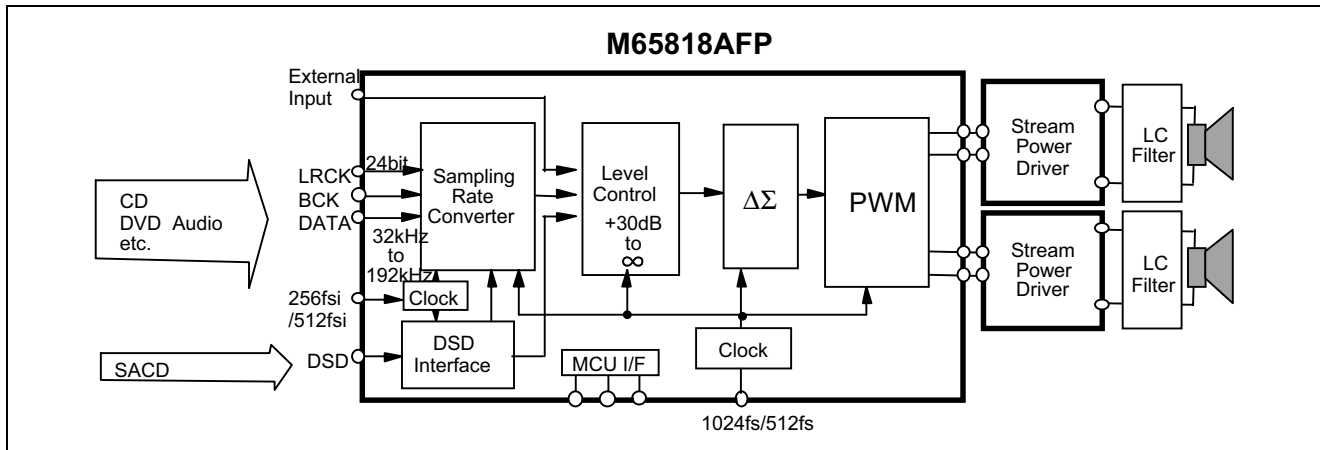 M65818AFP
External
Input
LRCK
BCK
DATA
24bit
32kHz
to
192kHz
Sampling
Rate
Converter
Level
Control
+30dB
to
∞
ΔΣ
PWM
Stream
Power
Driver
LC
Filter
Stream
Power
Driver
LC
Filter
CD
DVD Audio
etc.
256fsi
/512fsi
Clock
SACD
DSD
DSD
Interface
MCU I/F
Clock
1024fs/512fs